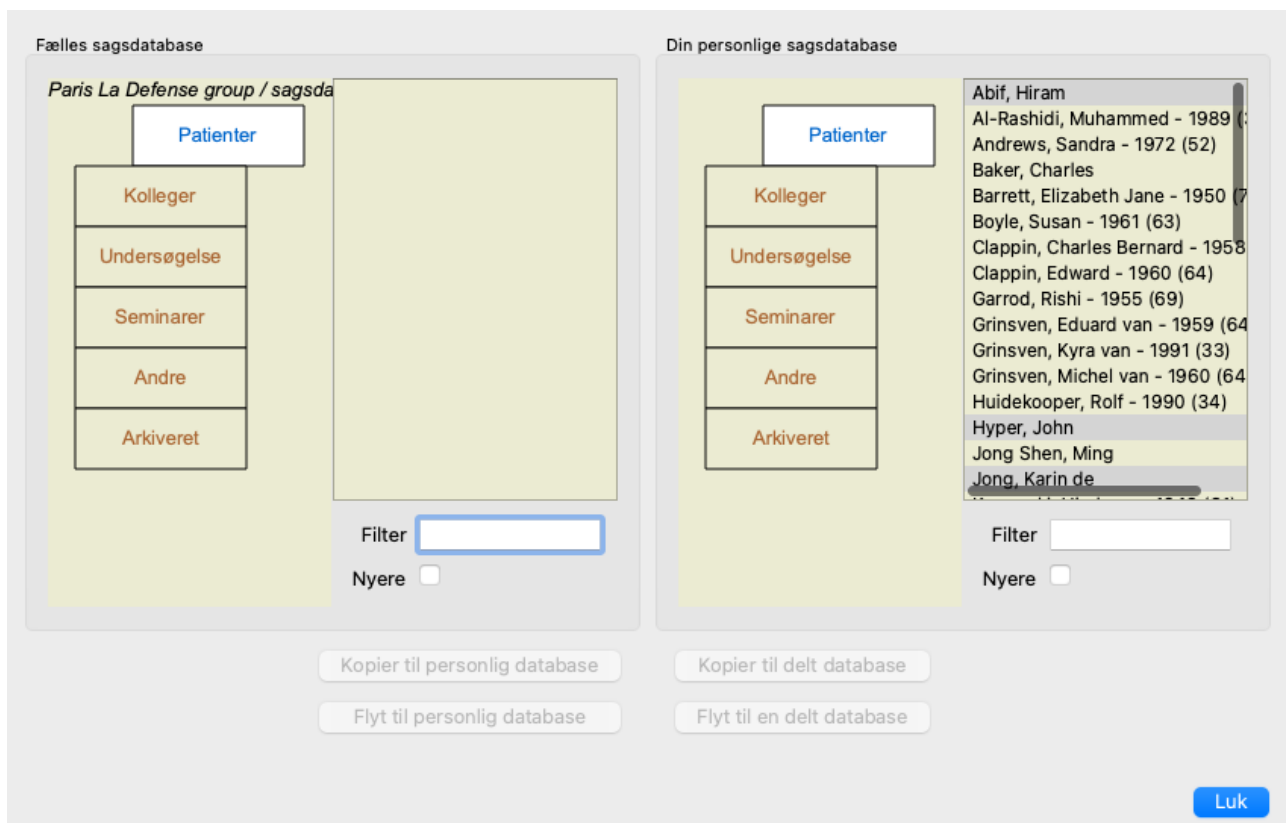 Fælles sagsdatabase
Paris La Defense group / sagsda
Patienter
Kolleger
Undersøgelse
Seminarer
Andre
Arkiveret
Filter
Nyere
Din personlige sagsdatabase
Patienter
Kolleger
Undersøgelse
Seminarer
Andre
Arkiveret
Abif, Hiram
Al-Rashidi, Muhammed - 1989
Andrews, Sandra - 1972 (52)
Baker, Charles
Barrett, Elizabeth Jane - 1950 (7
Boyle, Susan - 1961 (63)
Clappin, Charles Bernard - 1958
Clappin, Edward - 1960 (64)
Garrod, Rishi - 1955 (69)
Grinsven, Eduard van - 1959 (64
Grinsven, Kyra van - 1991 (33)
Grinsven, Michel van - 1960 (64
Huidekooper, Rolf - 1990 (34)
Hyper, John
Jong Shen, Ming
Jong, Karin de
Filter
Nyere
Kopier til personlig database
Kopier til delt database
Flyt til personlig database
Flyt til en delt database
Luk